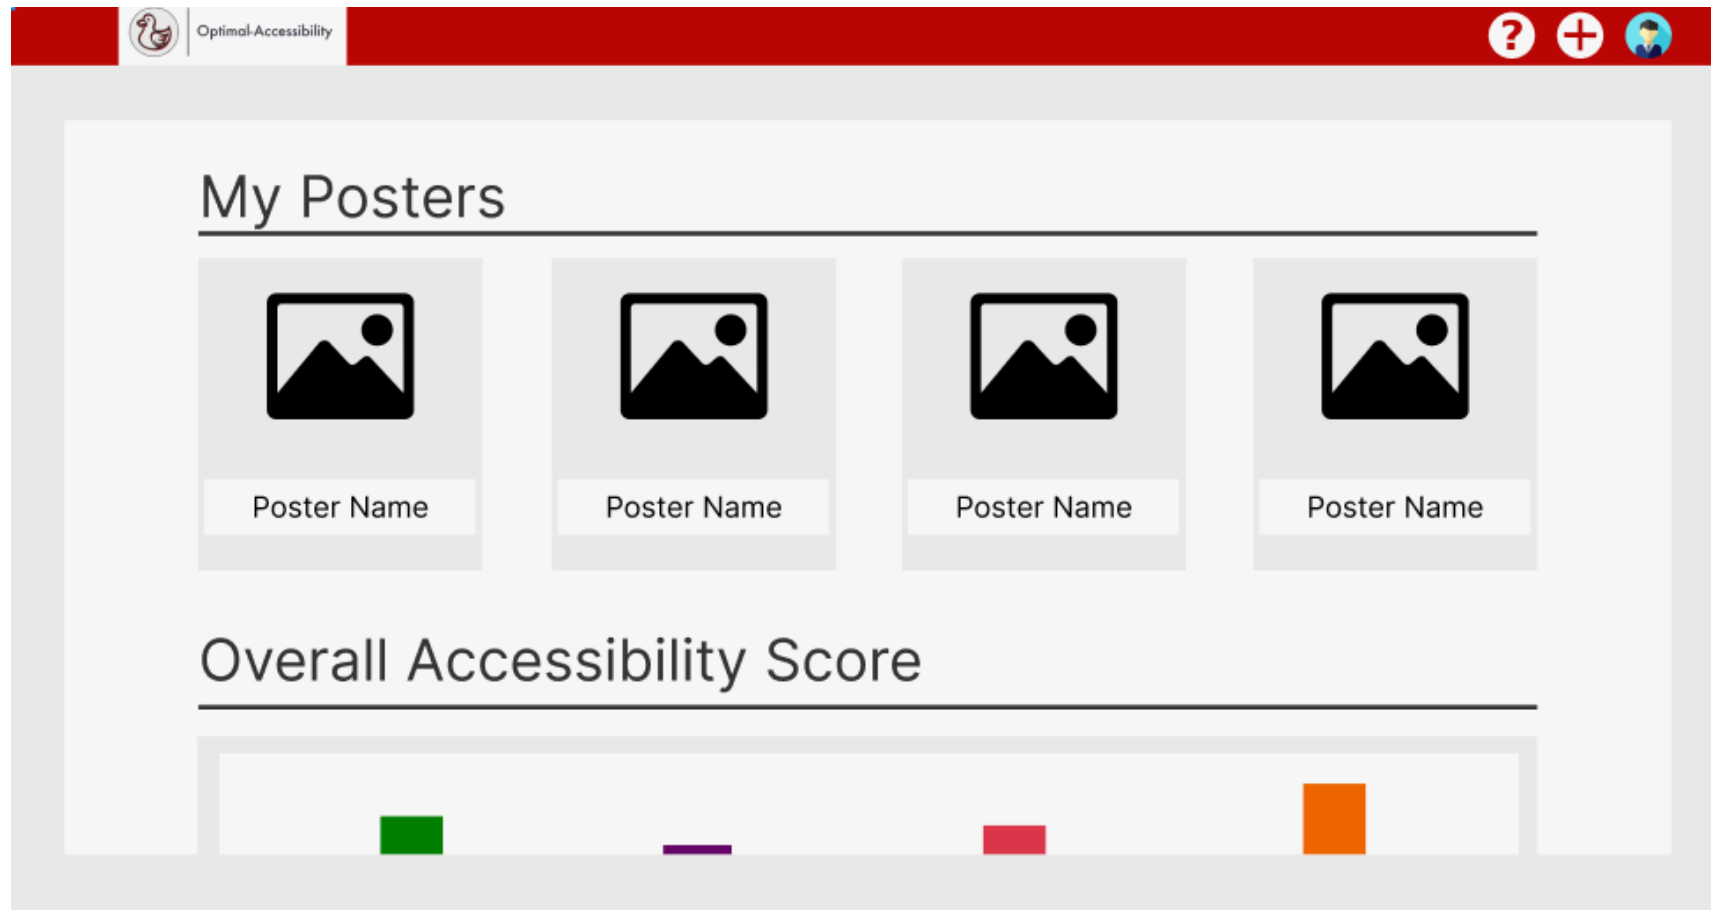 Optimal-Accessibility
?
My Posters
Poster Name
Poster Name
Poster Name
Poster Name
Overall Accessibility Score